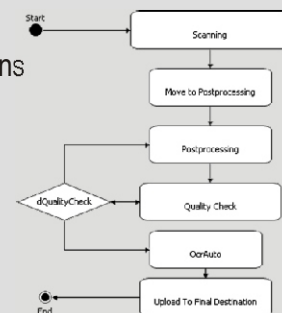 Start
Scanning
ns
Move to Postprocessing
Postprocessing
dQualityCheck
Quality Check
OcrAuto
Upload To Final Destination
End